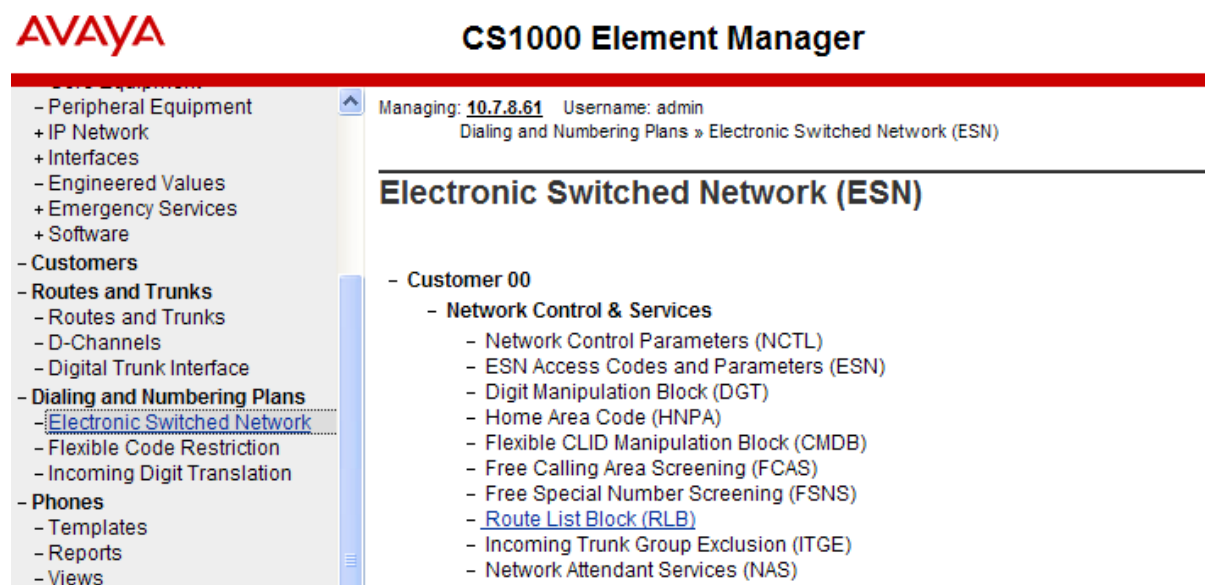 AVAYA
CS1000 Element Manager
– Peripheral Equipment
+ IP Network
+ Interfaces
– Engineered Values
+ Emergency Services
+ Software
– Customers
– Routes and Trunks
– Routes and Trunks
– D-Channels
– Digital Trunk Interface
– Dialing and Numbering Plans
– Electronic Switched Network
– Flexible Code Restriction
– Incoming Digit Translation
– Phones
– Templates
– Reports
– Views
Managing: 10.7.8.61 Username: admin
Dialing and Numbering Plans » Electronic Switched Network (ESN)
Electronic Switched Network (ESN)
– Customer 00
– Network Control & Services
– Network Control Parameters (NCTL)
– ESN Access Codes and Parameters (ESN)
– Digit Manipulation Block (DGT)
– Home Area Code (HNPA)
– Flexible CLID Manipulation Block (CMDB)
– Free Calling Area Screening (FCAS)
– Free Special Number Screening (FSNS)
– Route List Block (RLB)
– Incoming Trunk Group Exclusion (ITGE)
– Network Attendant Services (NAS)